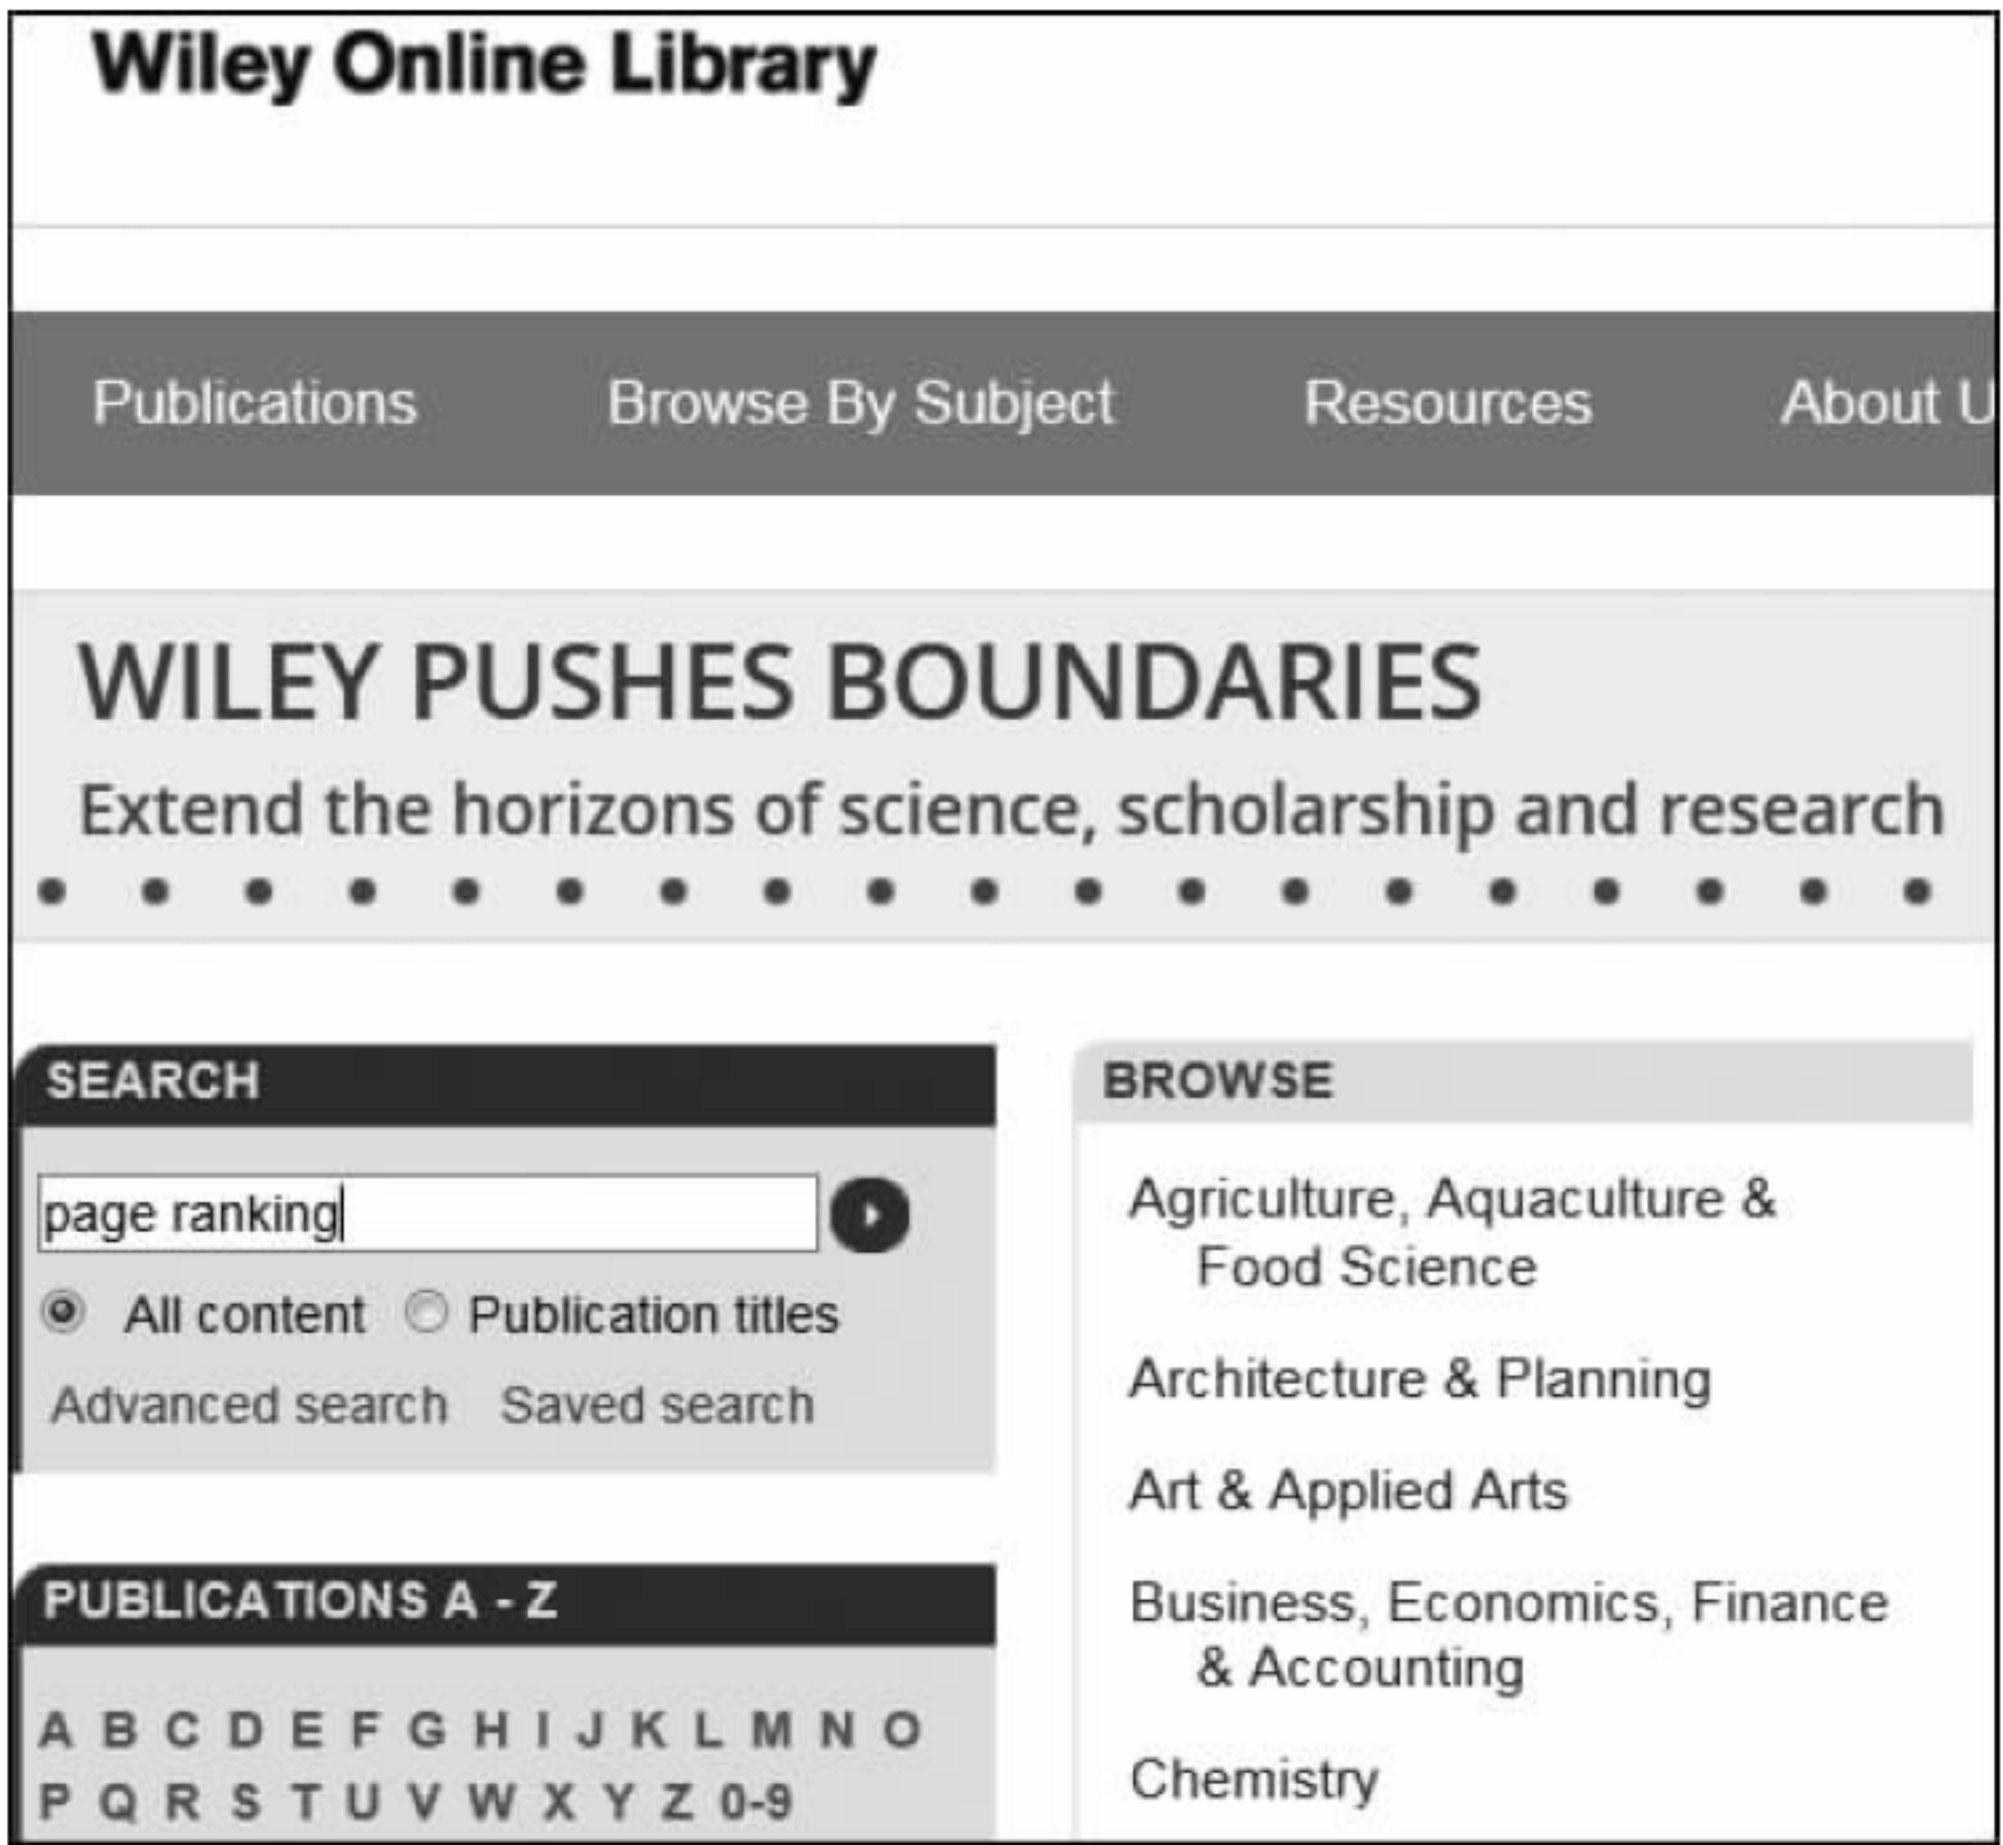 Wiley Online Library
Publications Browse By Subject Resources About U
WILEY PUSHES BOUNDARIES
Extend the horizons of science, scholarship and research
SEARCH
page ranking
All content Publication titles
Advanced search Saved search
PUBLICATIONS A - Z
A B C D E F G H I J K L M N O
P Q R S T U V W X Y Z 0-9
BROWSE
Agriculture, Aquaculture &
Food Science
Architecture & Planning
Art & Applied Arts
Business, Economics, Finance
& Accounting
Chemistry